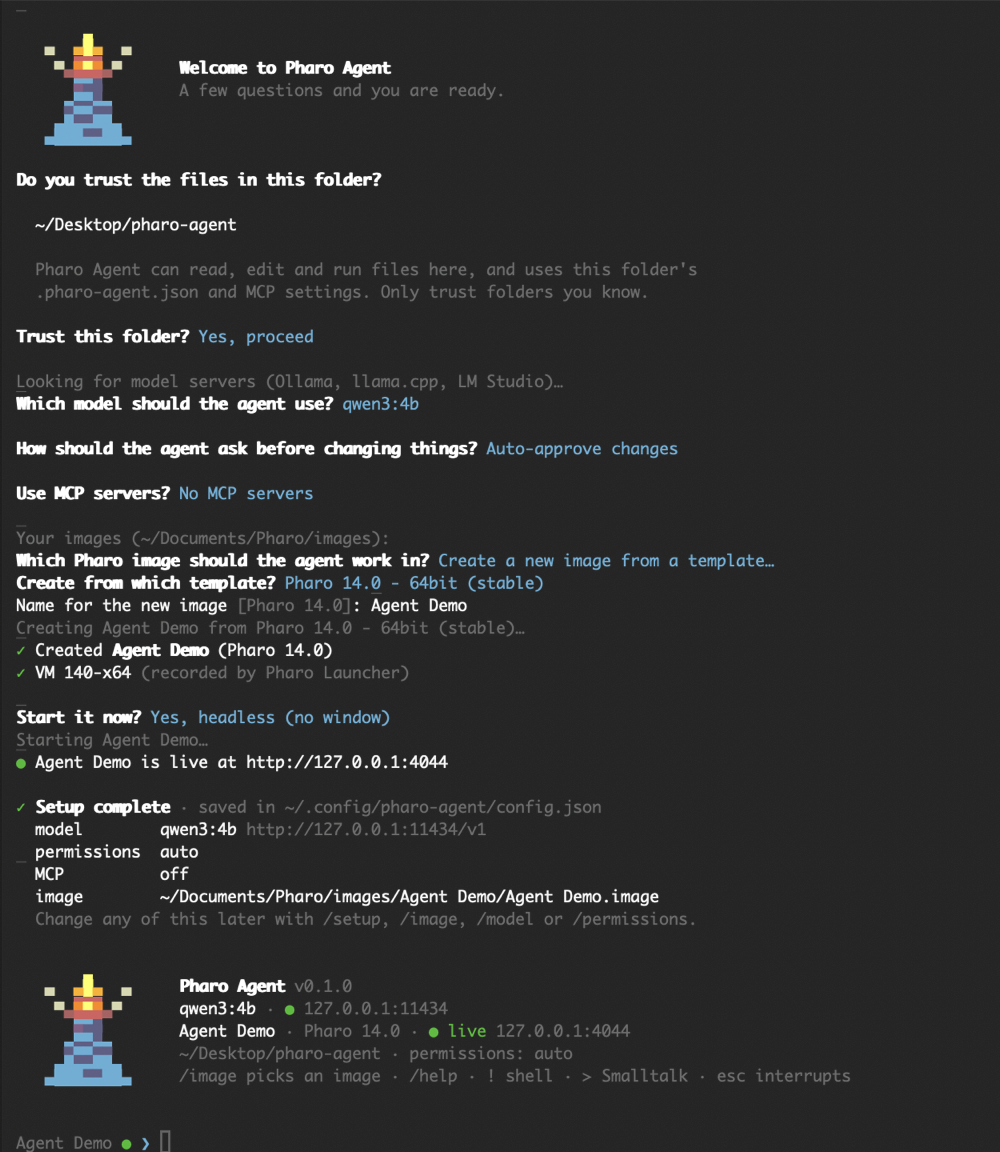 Welcome to Pharo Agent
A few questions and you are ready.
Do you trust the files in this folder?
~/Desktop/pharo-agent
Pharo Agent can read, edit and run files here, and uses this folder's
.pharo-agent.json and MCP settings. Only trust folders you know.
Trust this folder? Yes, proceed
Looking for model servers (Ollama, llama.cpp, LM Studio)…
Which model should the agent use? qwen3:4b
How should the agent ask before changing things? Auto-approve changes
Use MCP servers? No MCP servers
Your images (~/Documents/Pharo/images):
Which Pharo image should the agent work in? Create a new image from a template…
Create from which template? Pharo 14.0 - 64bit (stable)
Name for the new image [Pharo 14.0]: Agent Demo
Creating Agent Demo from Pharo 14.0 - 64bit (stable)…
✓ Created Agent Demo (Pharo 14.0)
✓ VM 140-x64 (recorded by Pharo Launcher)
Start it now? Yes, headless (no window)
Starting Agent Demo…
● Agent Demo is live at http://127.0.0.1:4044
✓ Setup complete · saved in ~/.config/pharo-agent/config.json
model qwen3:4b http://127.0.0.1:11434/v1
permissions auto
MCP off
image ~/Documents/Pharo/images/Agent Demo/Agent Demo.image
Change any of this later with /setup, /image, /model or /permissions.
Pharo Agent v0.1.0
qwen3:4b · ● 127.0.0.1:11434
Agent Demo · Pharo 14.0 · ● live 127.0.0.1:4044
~/Desktop/pharo-agent · permissions: auto
/image picks an image · /help · ! shell · > Smalltalk · esc interrupts
Agent Demo ● ❯